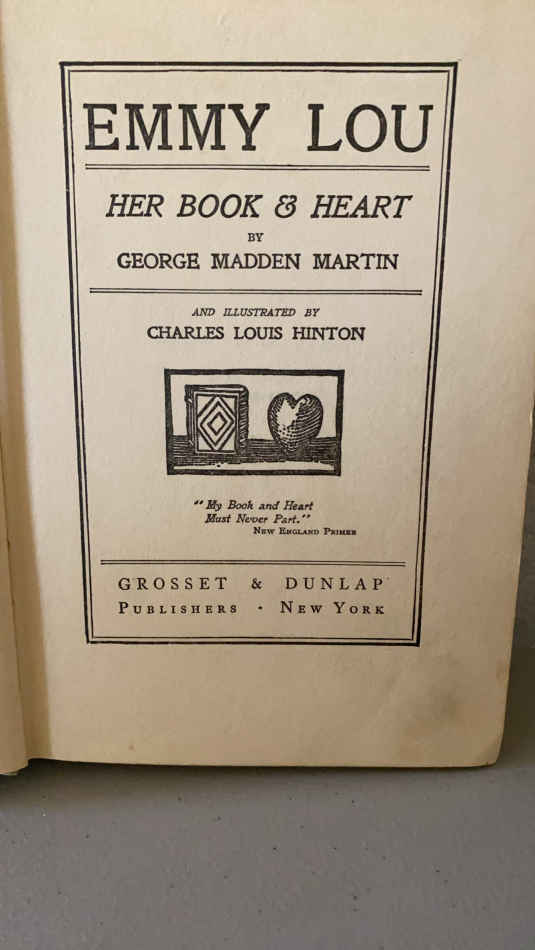 EMMY LOU
HER BOOK & HEART
BY
GEORGE MADDEN MARTIN
AND ILLUSTRATED BY
CHARLES LOUIS HINTON
"My Book and Heart
Must Never Part."
NEW ENGLAND PRIMER
GROSSET & DUNLAP
PUBLISHERS · NEW YORK